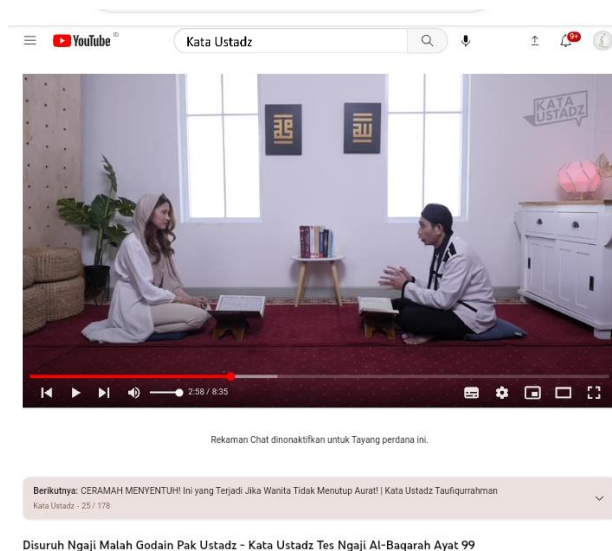 YouTube ID
Kata Ustadz
9+
KATA
USTADZ
2:58 / 8:35
Rekaman Chat dinonaktifkan untuk Tayang perdana ini.
Berikutnya: CERAMAH MENYENTUH! Ini yang Terjadi Jika Wanita Tidak Menutup Aurat! | Kata Ustadz Taufiqurrahman
Kata Ustadz - 25 / 178
Disuruh Ngaji Malah Godain Pak Ustadz - Kata Ustadz Tes Ngaji Al-Baqarah Ayat 99